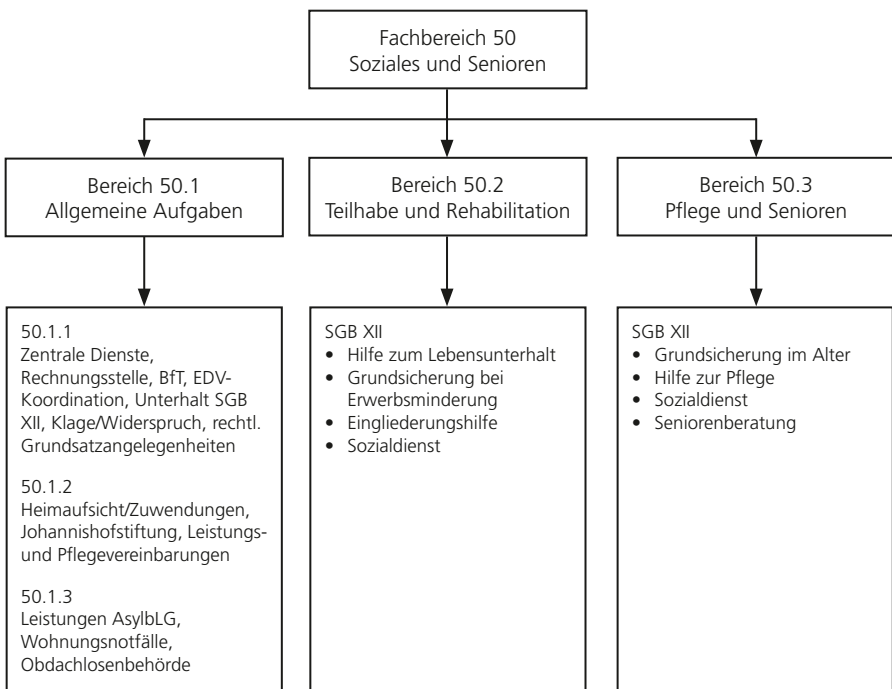 Fachbereich 50
Soziales und Senioren
Bereich 50.1
Allgemeine Aufgaben
Bereich 50.2
Teilhabe und Rehabilitation
Bereich 50.3
Pflege und Senioren
50.1.1
Zentrale Dienste,
Rechnungsstelle, BfT, EDV-
Koordination, Unterhalt SGB
XII, Klage/Widerspruch, rechtl.
Grundsatzangelegenheiten
50.1.2
Heimaufsicht/Zuwendungen,
Johannishofstiftung, Leistungs-
und Pflegevereinbarungen
50.1.3
Leistungen AsylbLG,
Wohnungsnotfälle,
Obdachlosenbehörde
SGB XII
• Hilfe zum Lebensunterhalt
• Grundsicherung bei
Erwerbsminderung
• Eingliederungshilfe
• Sozialdienst
SGB XII
• Grundsicherung im Alter
• Hilfe zur Pflege
• Sozialdienst
• Seniorenberatung